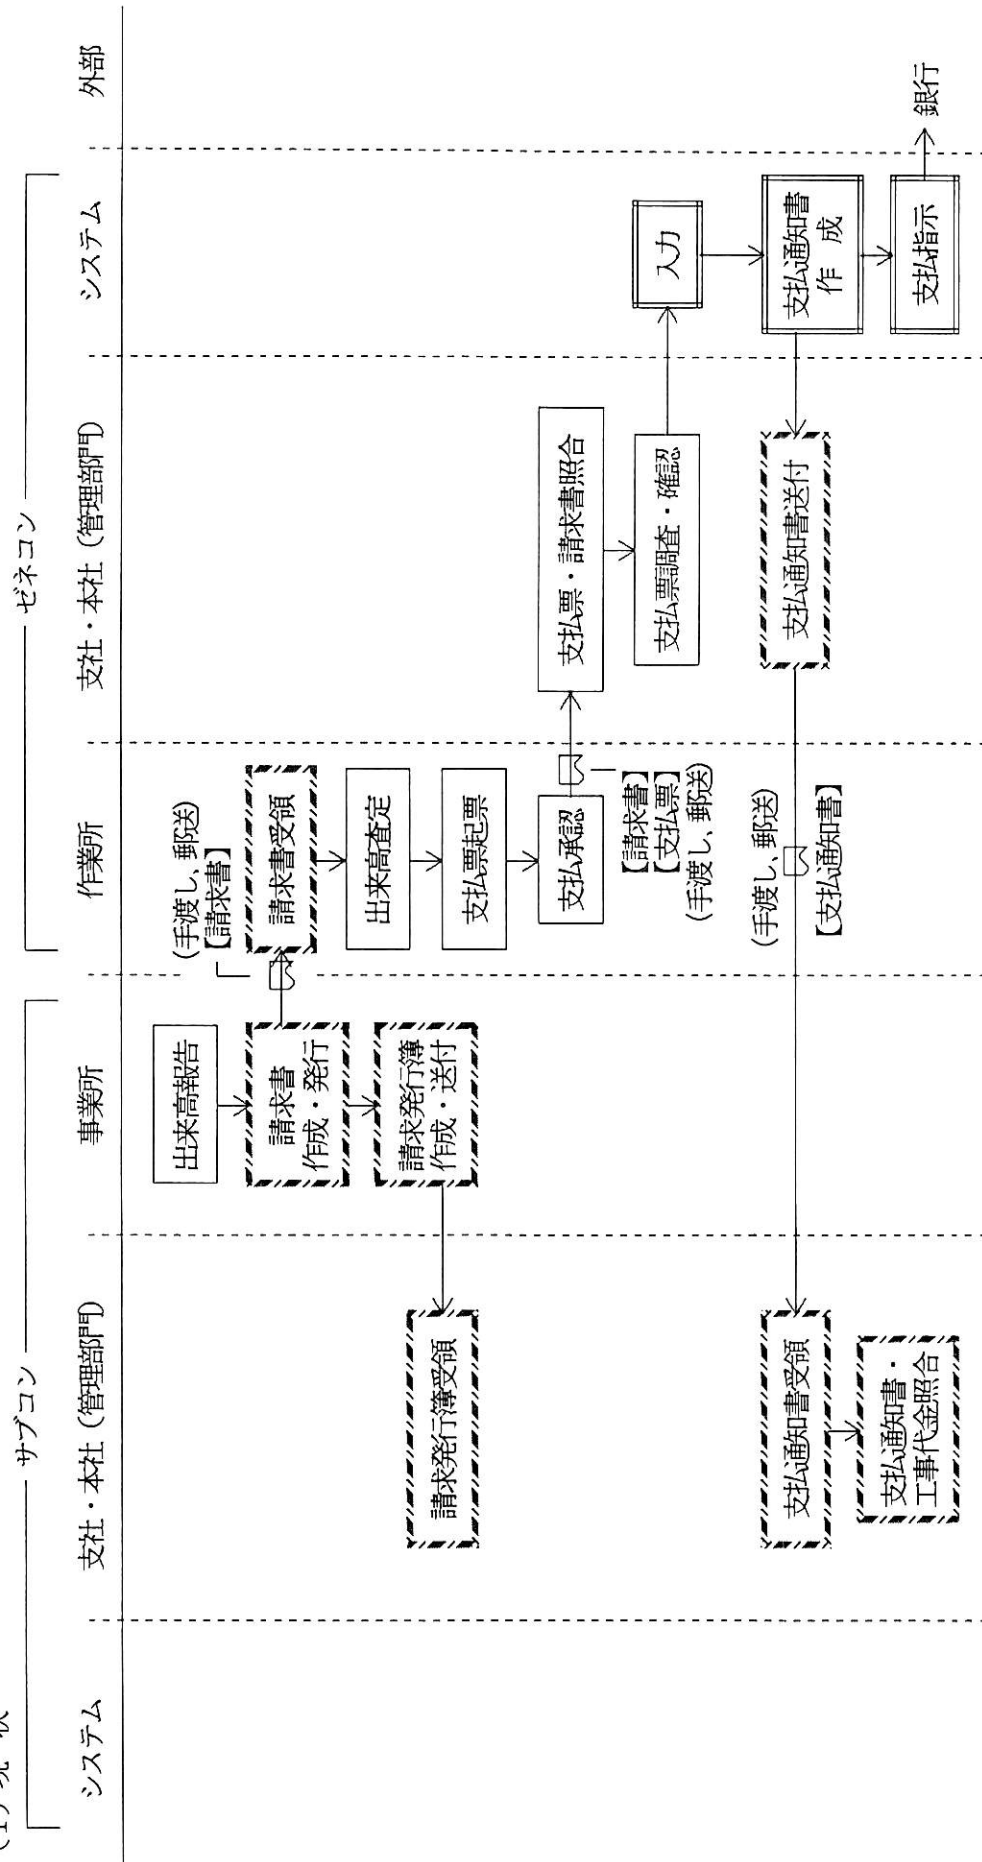 (1) 現 状
サブコン
ゼネコン
システム
支社・本社(管理部門)
事業所
作業所
支社・本社(管理部門)
システム
外部
出来高報告
(手渡し、郵送)
【請求書】
請求書
作成・発行
請求書受領
出来高査定
請求発行簿
作成・送付
請求発行簿受領
支払票起票
支払承認
支払票・請求書照合
【請求書】
【支払票】
(手渡し、郵送)
支払票調査・確認
入力
(手渡し、郵送)
【支払通知書】
支払通知書
作 成
支払通知書送付
支払通知書受領
支払通知書・
工事代金照合
支払指示
銀行